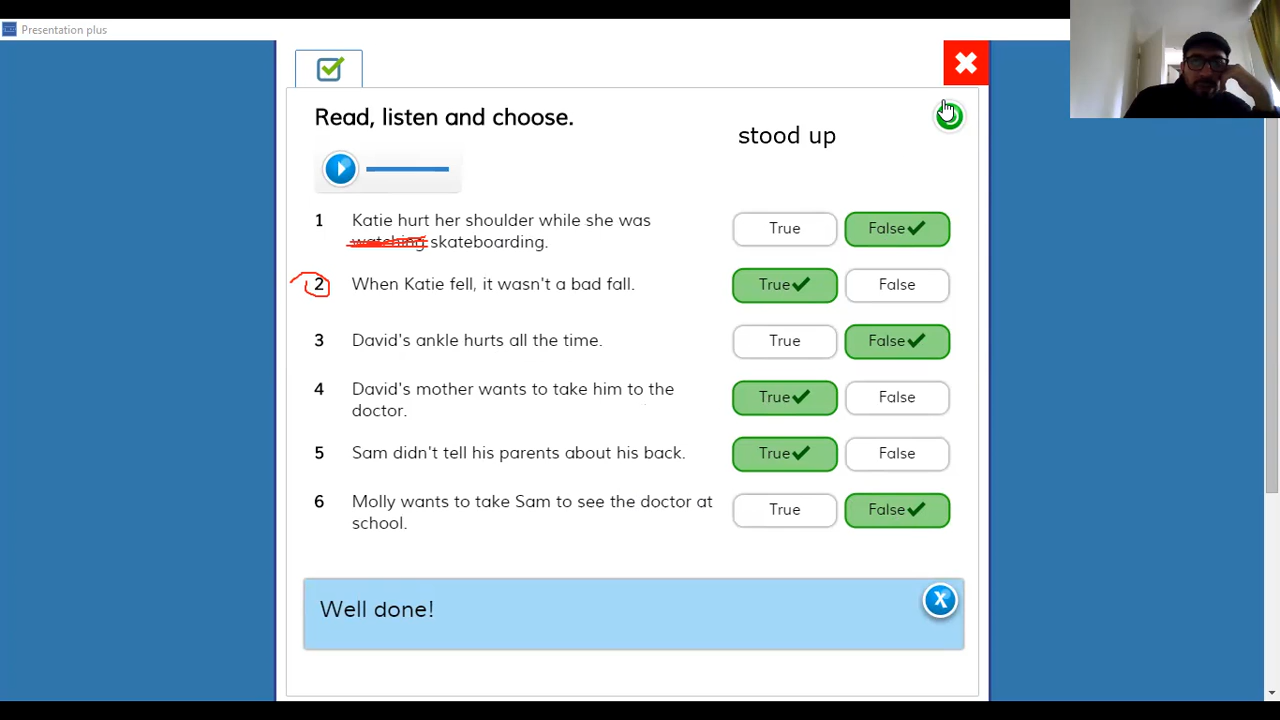 Presentation plus
Read, listen and choose.
stood up
1 Katie hurt her shoulder while she was
watching skateboarding.
True False
2 When Katie fell, it wasn't a bad fall.
True False
3 David's ankle hurts all the time.
True False
4 David's mother wants to take him to the
doctor.
True False
5 Sam didn't tell his parents about his back.
True False
6 Molly wants to take Sam to see the doctor at
school.
True False
Well done!
X